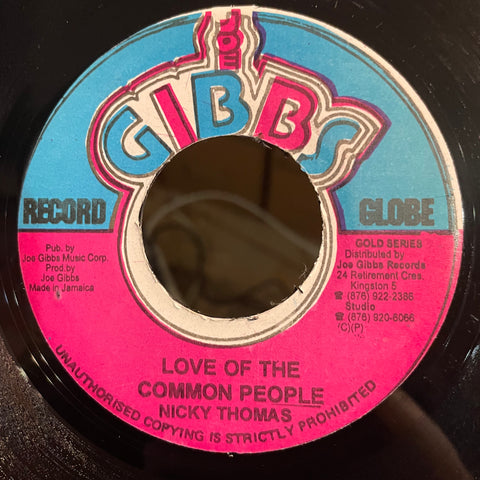 JOE
GIBBS
RECORD GLOBE
Pub. by
Joe Gibbs Music Corp.
Prod.by
Joe Gibbs
Made in Jamaica
GOLD SERIES
Distributed by
Joe Gibbs Records
24 Retirement Cres,
Kingston 5
☎ (876) 922-2386
Studio
☎ (876) 920-6066
(C)(P)
LOVE OF THE
COMMON PEOPLE
NICKY THOMAS
UNAUTHORISED COPYING IS STRICTLY PROHIBITED